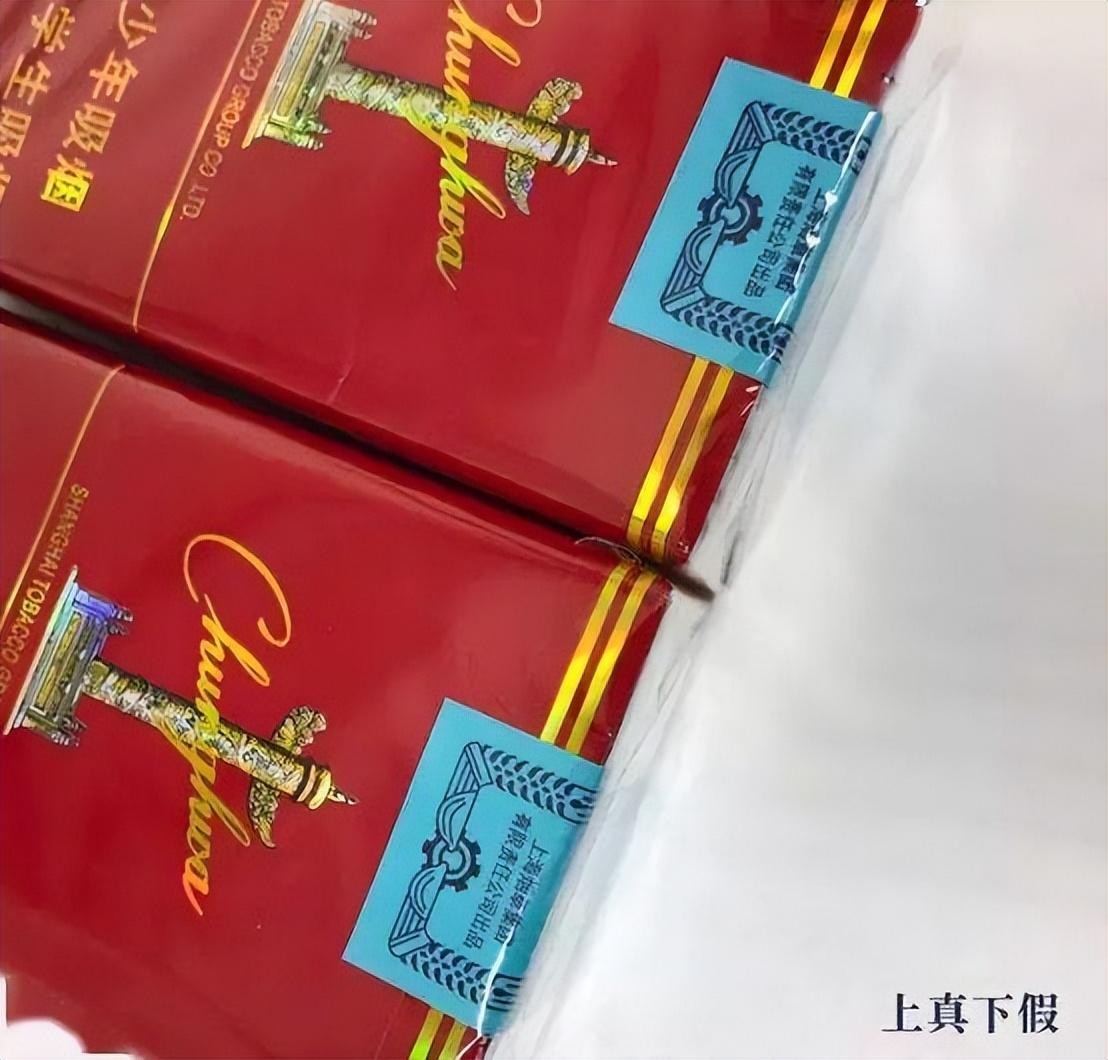 少年吸烟
学生吸
TOBACCO GROUP CO.,LTD.
Chunghwa
上海烟草集团
有限责任公司出品
SHANGHAI TOBACCO GR
Chunghwa
上海烟草集团
有限责任公司出品
上真下假